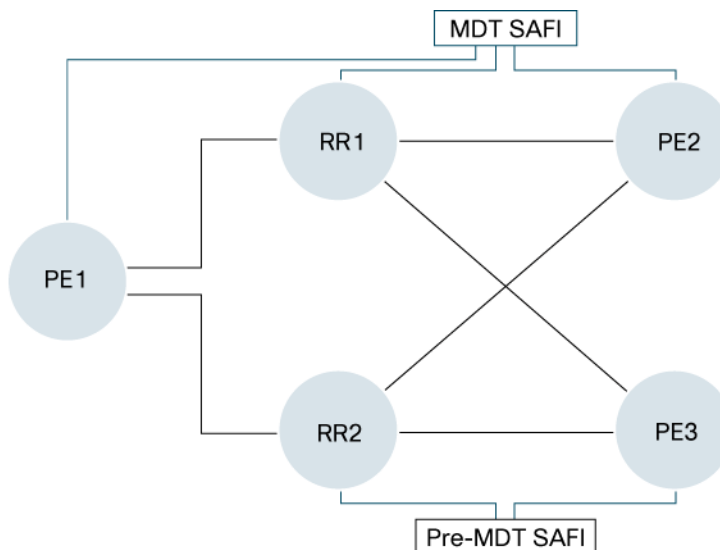 MDT SAFI
RR1
PE2
PE1
RR2
PE3
Pre-MDT SAFI